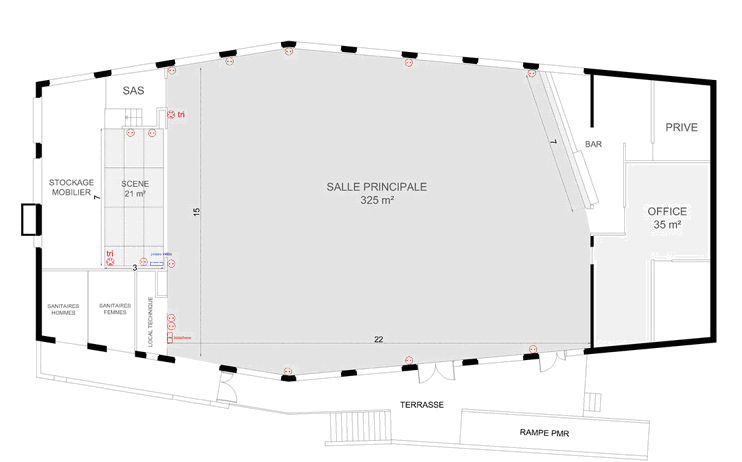 SAS
tri
PRIVE
BAR
7
STOCKAGE
MOBILIER
SCENE
21 m²
7
SALLE PRINCIPALE
325 m²
15
OFFICE
35 m²
tri
3
SANITAIRES
HOMMES
SANITAIRES
FEMMES
LOCAL TECHNIQUE
22
TERRASSE
RAMPE PMR